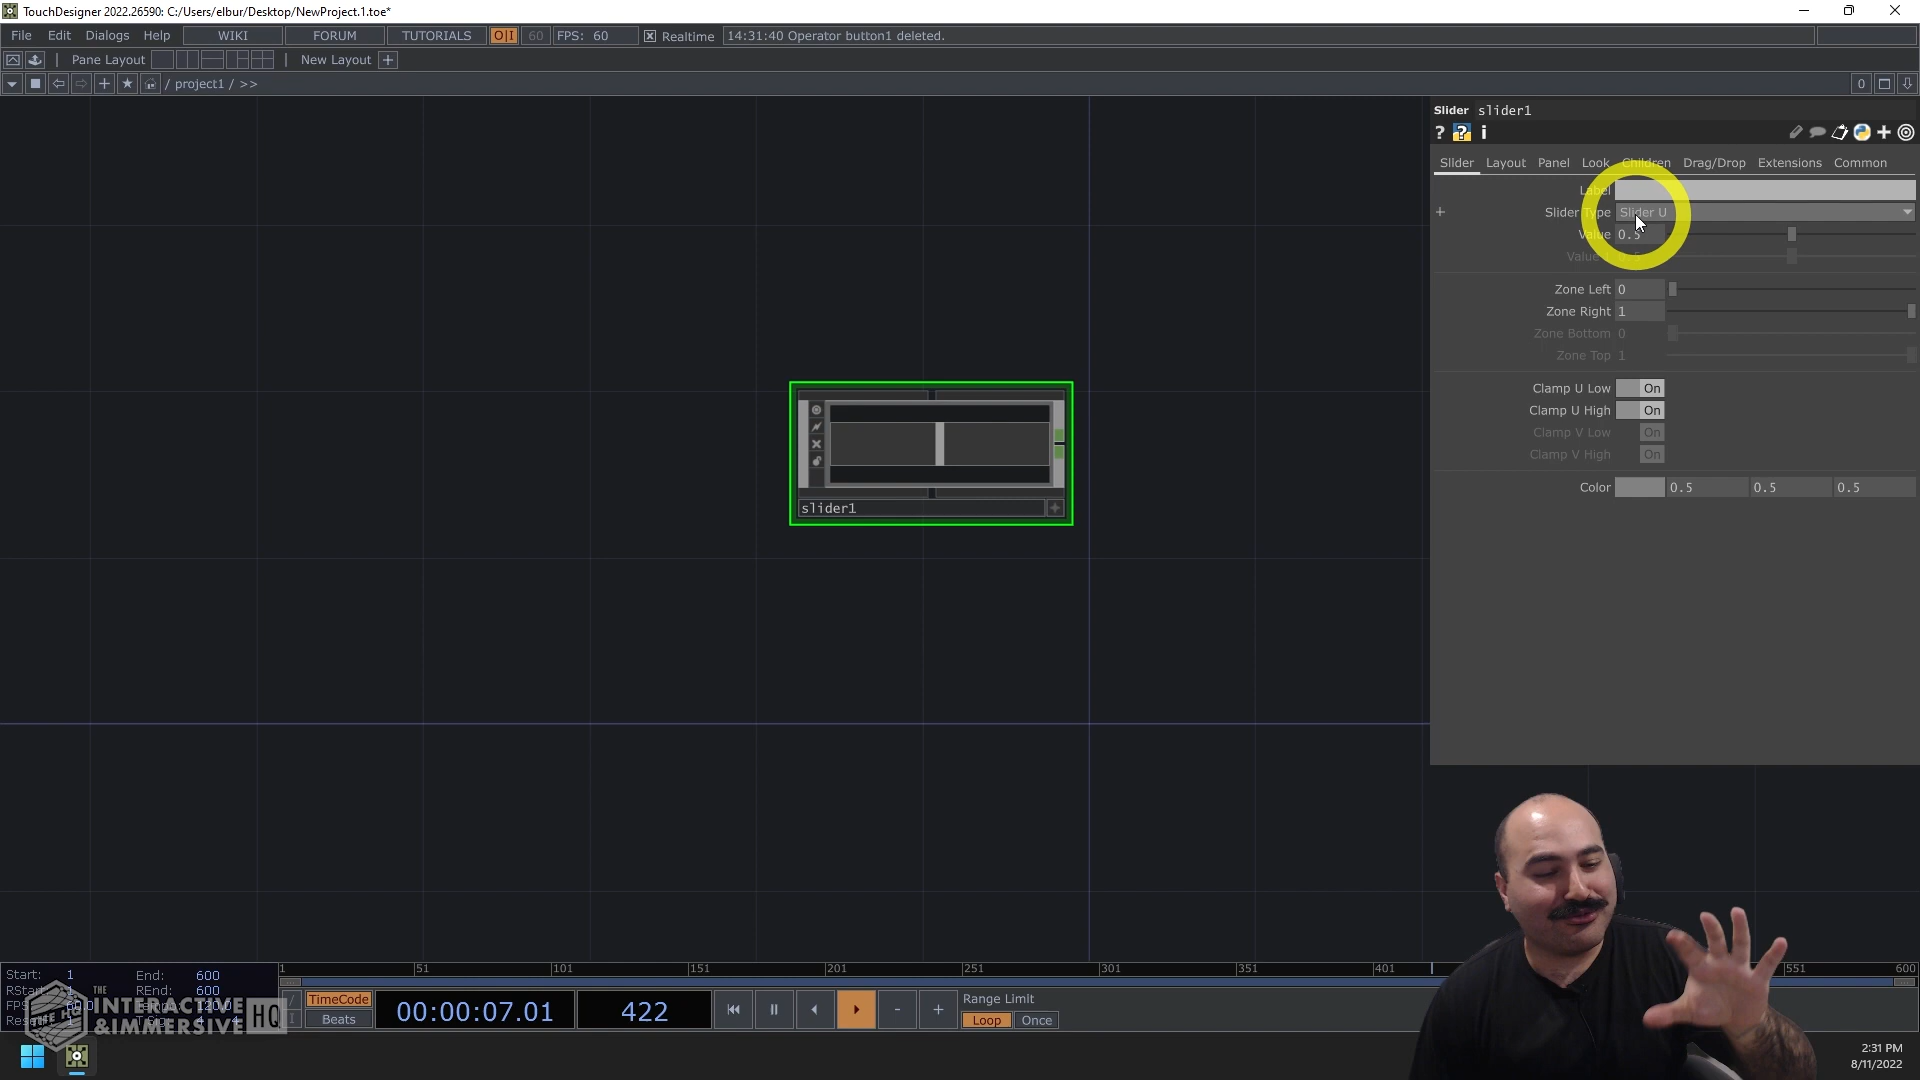 TouchDesigner 2022.26590: C:/Users/elbur/Desktop/NewProject.1.toe*
File Edit Dialogs Help WIKI FORUM TUTORIALS O|I 60 FPS: 60 Realtime 14:31:40 Operator button1 deleted.
Pane Layout New Layout +
/ project1 / >> 0
Slider slider1
? ? i
Slider Layout Panel Look Children Drag/Drop Extensions Common
Label
+ Slider Type Slider U
Value 0.5
Value
Zone Left 0
Zone Right 1
Zone Bottom 0
Zone Top 1
Clamp U Low On
Clamp U High On
Clamp V Low On
Clamp V High On
Color 0.5 0.5 0.5
slider1
1 51 101 151 201 251 301 351 401 551 600
Start: 1 End: 600
RStart: 1 REnd: 600
TimeCode
Beats
00:00:07.01
422
- +
Range Limit
Loop Once
THE
INTERACTIVE
&IMMERSIVE HQ
2:31 PM
8/11/2022